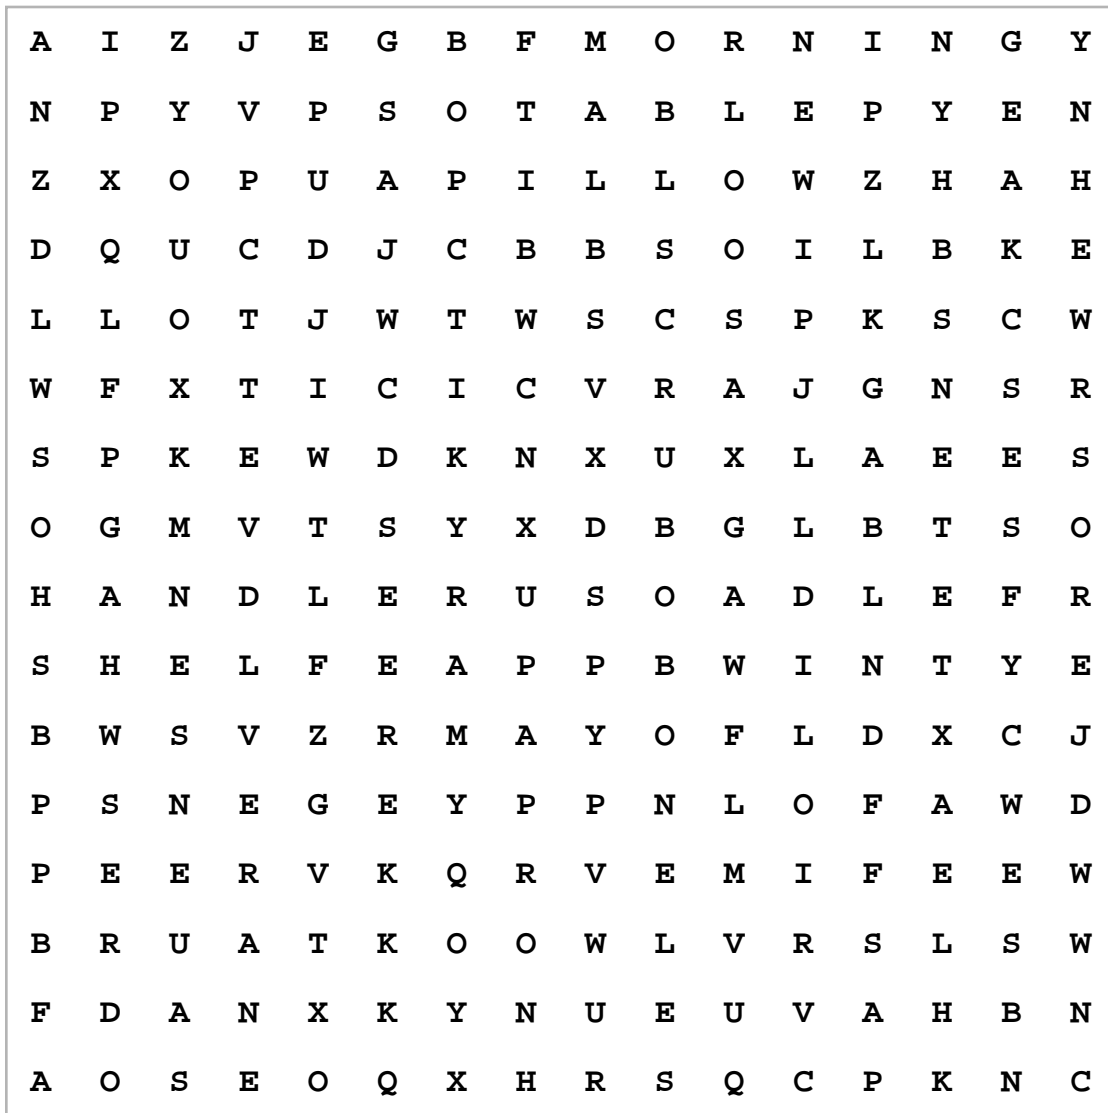 A I Z J E G B F M O R N I N G Y
N P Y V P S O T A B L E P Y E N
Z X O P U A P I L L O W Z H A H
D Q U C D J C B B S O I L B K E
L L O T J W T W S C S P K S C W
W F X T I C I C V R A J G N S R
S P K E W D K N X U X L A E E S
O G M V T S Y X D B G L B T S O
H A N D L E R U S O A D L E F R
S H E L F E A P P B W I N T Y E
B W S V Z R M A Y O F L D X C J
P S N E G E Y P P N L O F A W D
P E E R V K Q R V E M I F E E W
B R U A T K O O W L V R S L S W
F D A N X K Y N U E U V A H B N
A O S E O Q X H R S Q C P K N C